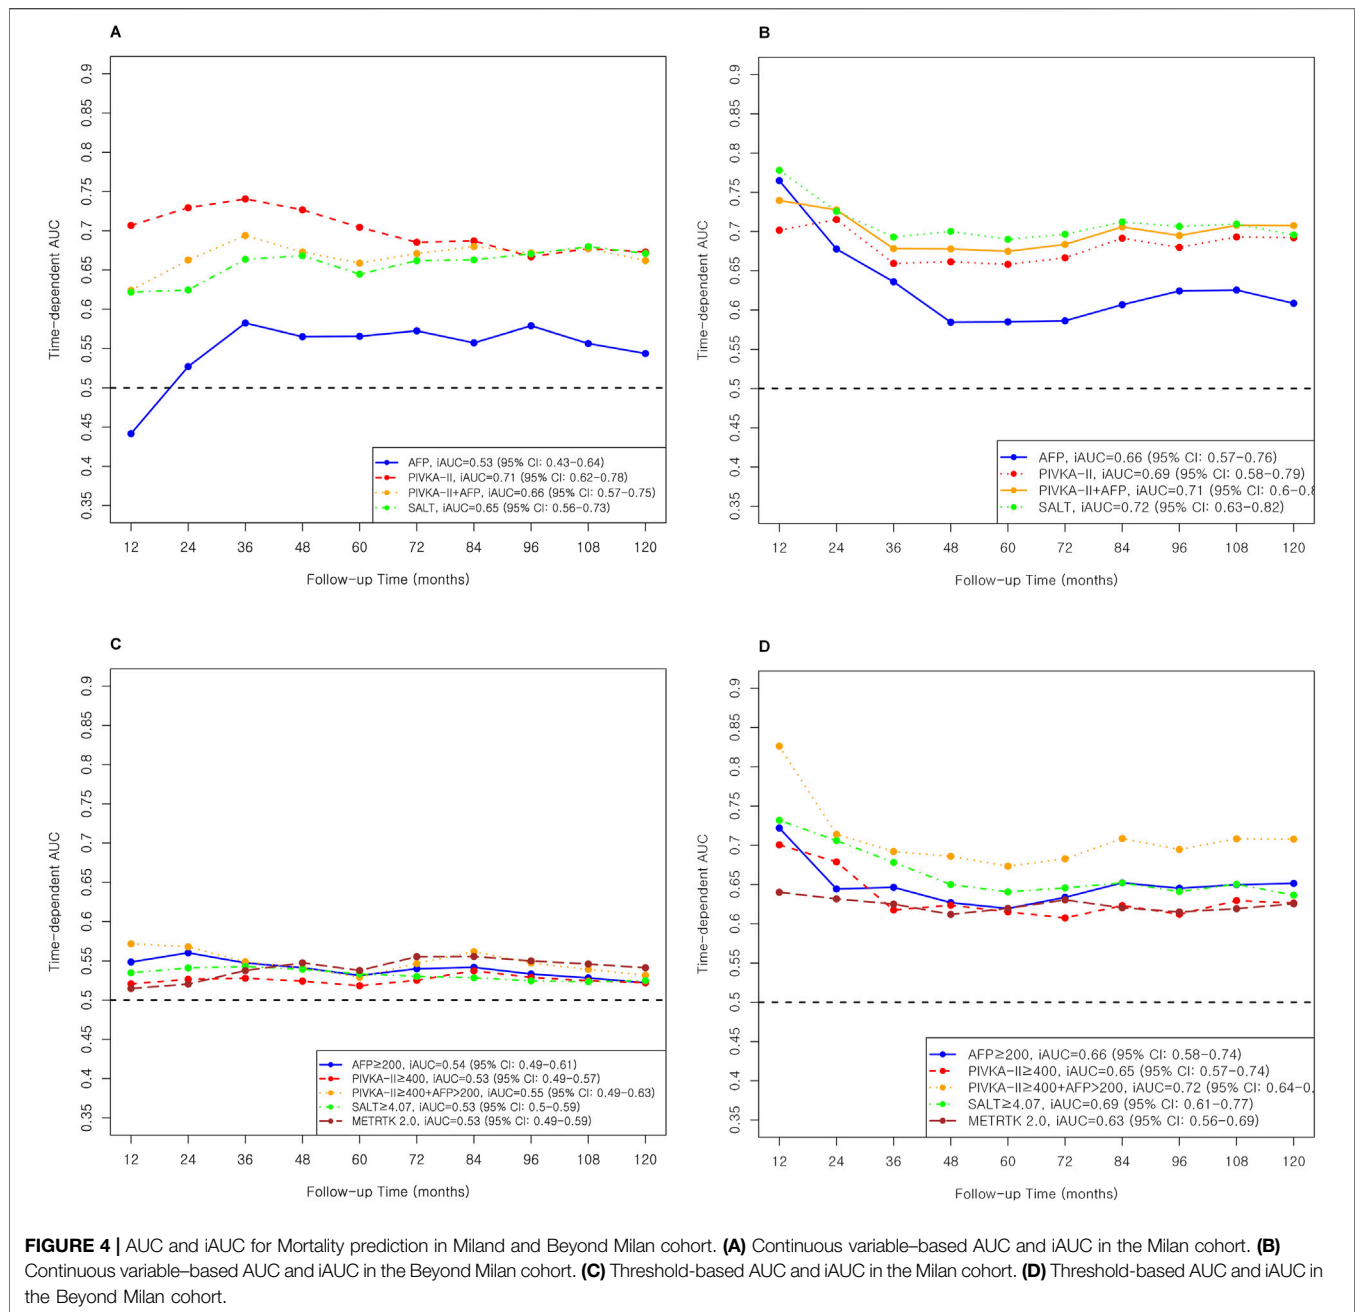 A
Time-dependent AUC
0.9
0.85
0.8
0.75
0.7
0.65
0.6
0.55
0.5
0.45
0.4
0.35
AFP, iAUC=0.53 (95% CI: 0.43-0.64)
PIVKA-II, iAUC=0.71 (95% CI: 0.62-0.78)
PIVKA-II+AFP, iAUC=0.66 (95% CI: 0.57-0.75)
SALT, iAUC=0.65 (95% CI: 0.56-0.73)
12 24 36 48 60 72 84 96 108 120
Follow-up Time (months)
B
Time-dependent AUC
0.9
0.85
0.8
0.75
0.7
0.65
0.6
0.55
0.5
0.45
0.4
0.35
AFP, iAUC=0.66 (95% CI: 0.57-0.76)
PIVKA-II, iAUC=0.69 (95% CI: 0.58-0.79)
PIVKA-II+AFP, iAUC=0.71 (95% CI: 0.6-0.8
SALT, iAUC=0.72 (95% CI: 0.63-0.82)
12 24 36 48 60 72 84 96 108 120
Follow-up Time (months)
C
Time-dependent AUC
0.9
0.85
0.8
0.75
0.7
0.65
0.6
0.55
0.5
0.45
0.4
0.35
AFP≥200, iAUC=0.54 (95% CI: 0.49-0.61)
PIVKA-II≥400, iAUC=0.53 (95% CI: 0.49-0.57)
PIVKA-II≥400+AFP>200, iAUC=0.55 (95% CI: 0.49-0.63)
SALT≥4.07, iAUC=0.53 (95% CI: 0.5-0.59)
METRTK 2.0, iAUC=0.53 (95% CI: 0.49-0.59)
12 24 36 48 60 72 84 96 108 120
Follow-up Time (months)
D
Time-dependent AUC
0.9
0.85
0.8
0.75
0.7
0.65
0.6
0.55
0.5
0.45
0.4
0.35
AFP≥200, iAUC=0.66 (95% CI: 0.58-0.74)
PIVKA-II≥400, iAUC=0.65 (95% CI: 0.57-0.74)
PIVKA-II≥400+AFP>200, iAUC=0.72 (95% CI: 0.64-0.
SALT≥4.07, iAUC=0.69 (95% CI: 0.61-0.77)
METRTK 2.0, iAUC=0.63 (95% CI: 0.56-0.69)
12 24 36 48 60 72 84 96 108 120
Follow-up Time (months)
FIGURE 4 | AUC and iAUC for Mortality prediction in Miland and Beyond Milan cohort. (A) Continuous variable–based AUC and iAUC in the Milan cohort. (B)
Continuous variable–based AUC and iAUC in the Beyond Milan cohort. (C) Threshold-based AUC and iAUC in the Milan cohort. (D) Threshold-based AUC and iAUC in
the Beyond Milan cohort.